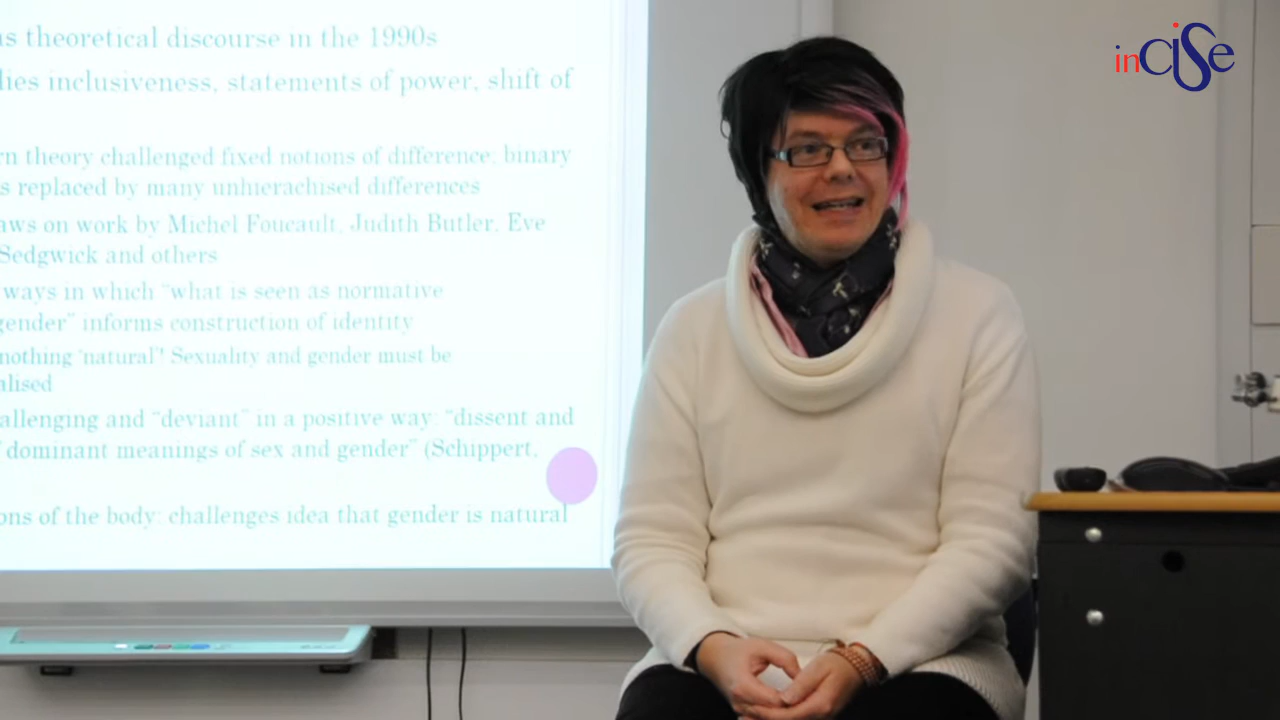 as theoretical discourse in the 1990s
lies inclusiveness, statements of power, shift of
rn theory challenged fixed notions of difference; binary
s replaced by many unhierachised differences
aws on work by Michel Foucault, Judith Butler, Eve
Sedgwick and others
ways in which "what is seen as normative
gender" informs construction of identity
nothing 'natural'! Sexuality and gender must be
alised
allenging and "deviant" in a positive way: "dissent and
f dominant meanings of sex and gender" (Schippert,
ons of the body: challenges idea that gender is natural
inCISe